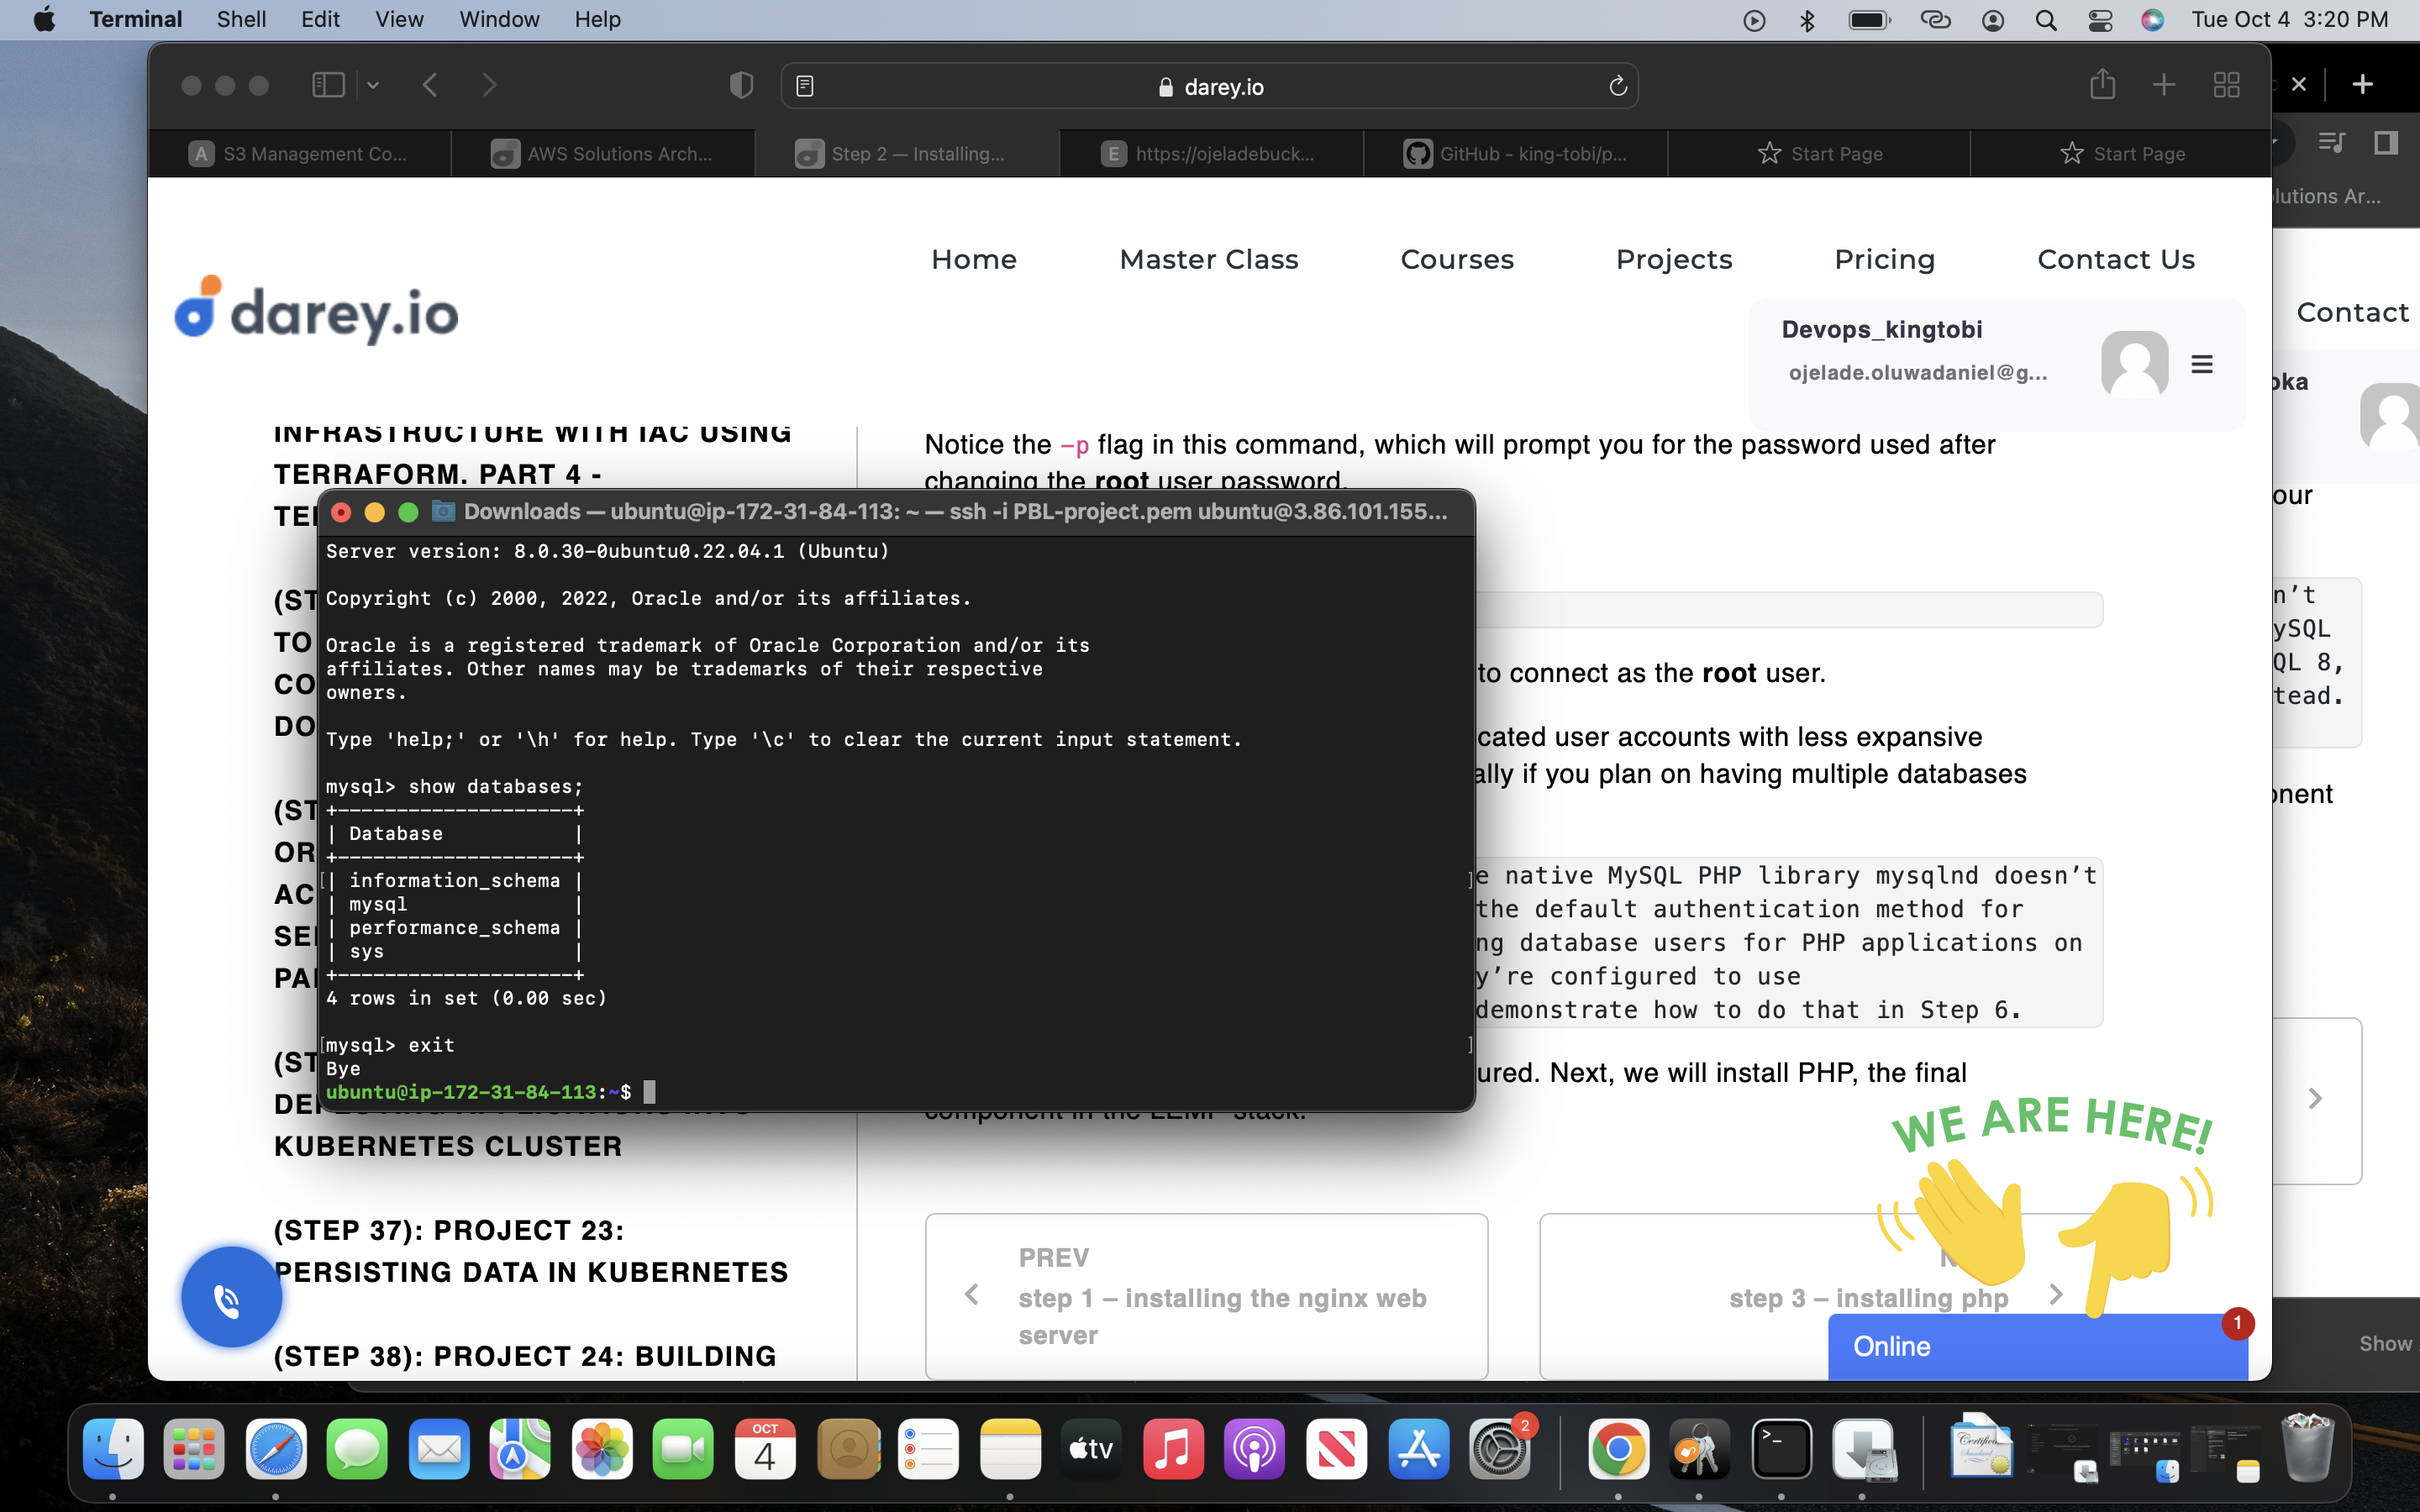 Terminal Shell Edit View Window Help Tue Oct 4 3:20 PM
darey.io
A S3 Management Co... AWS Solutions Arch... Step 2 — Installing... E https://ojeladebuck... GitHub - king-tobi/p... Start Page Start Page
lutions Ar...
Home Master Class Courses Projects Pricing Contact Us
darey.io
Devops_kingtobi
ojelade.oluwadaniel@g...
Contact
oka
our
n't
ySQL
QL 8,
tead.
onent
Show
INFRASTRUCTURE WITH IAC USING
TERRAFORM. PART 4 -
TE
(ST
TO
CO
DO
(ST
OR
AC
SE
PA
(ST
KUBERNETES CLUSTER
(STEP 37): PROJECT 23:
PERSISTING DATA IN KUBERNETES
(STEP 38): PROJECT 24: BUILDING
Notice the -p flag in this command, which will prompt you for the password used after
changing the root user password.
to connect as the root user.
cated user accounts with less expansive
ally if you plan on having multiple databases
e native MySQL PHP library mysqlnd doesn't
the default authentication method for
ng database users for PHP applications on
y're configured to use
demonstrate how to do that in Step 6.
ured. Next, we will install PHP, the final
component in the LEMP stack.
Downloads — ubuntu@ip-172-31-84-113: ~ — ssh -i PBL-project.pem ubuntu@3.86.101.155...
Server version: 8.0.30-0ubuntu0.22.04.1 (Ubuntu)
Copyright (c) 2000, 2022, Oracle and/or its affiliates.
Oracle is a registered trademark of Oracle Corporation and/or its
affiliates. Other names may be trademarks of their respective
owners.
Type 'help;' or '\h' for help. Type '\c' to clear the current input statement.
mysql> show databases;
+--------------------+
| Database           |
+--------------------+
| information_schema |
| mysql              |
| performance_schema |
| sys                |
+--------------------+
4 rows in set (0.00 sec)
mysql> exit
Bye
ubuntu@ip-172-31-84-113:~$
WE ARE HERE!
PREV
step 1 – installing the nginx web
server
step 3 – installing php
Online
1
OCT
4
tv
2